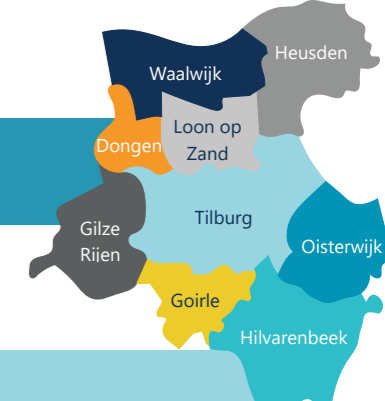 Heusden
Waalwijk
Loon op
Zand
Dongen
Tilburg
Gilze
Rijen
Oisterwijk
Goirle
Hilvarenbeek